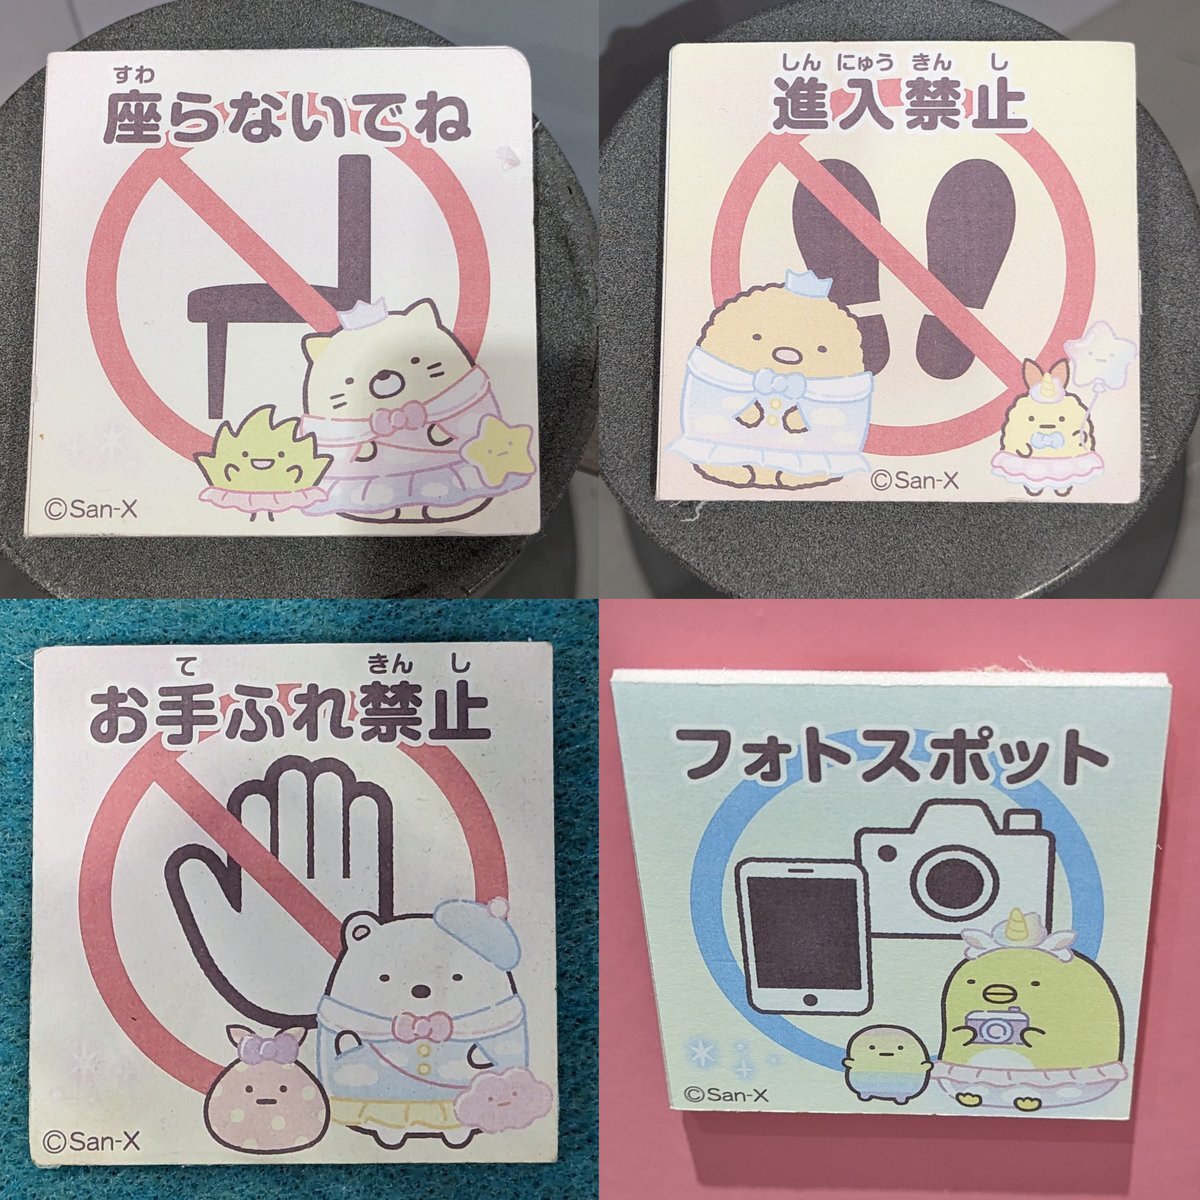 すわ
座らないでね
©San-X
しん にゅう きん し
進入禁止
©San-X
て きん し
お手ふれ禁止
©San-X
フォトスポット
©San-X